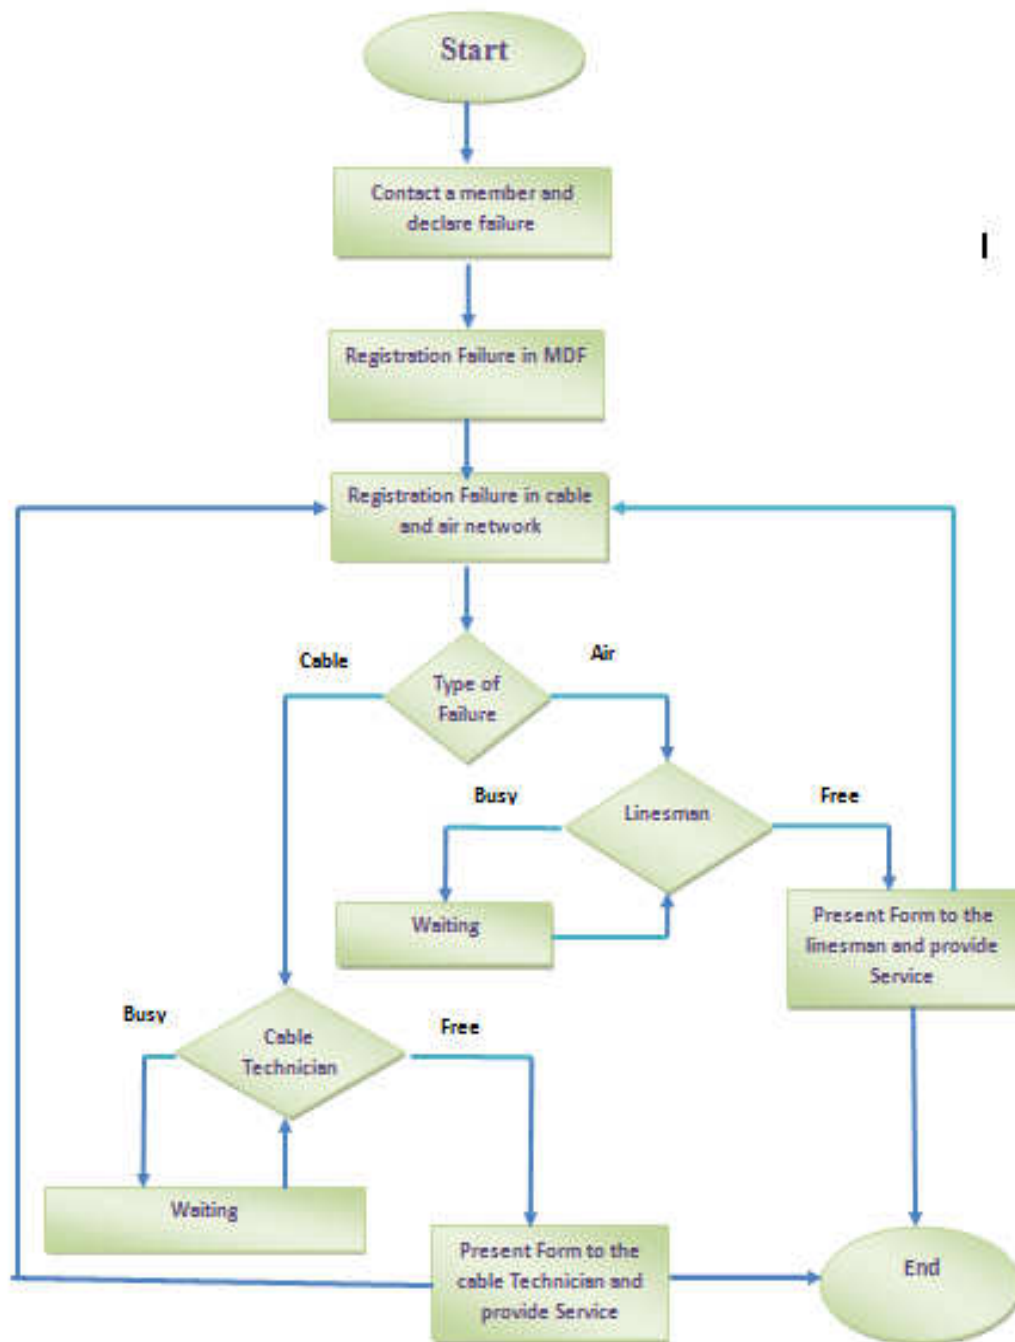 Start
Contact a member and
declare failure
I
Registration Failure in MDF
Registration Failure in cable
and air network
Cable
Air
Type of
Failure
Busy
Linesman
Free
Waiting
Present Form to the
linesman and provide
Service
Busy
Cable
Technician
Free
Waiting
Present Form to the
cable Technician and
provide Service
End